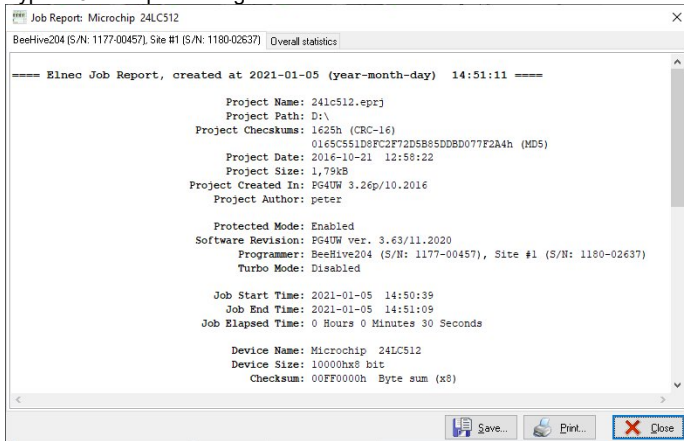 Job Report: Microchip 24LC512
BeeHive204 (S/N: 1177-00457), Site #1 (S/N: 1180-02637) Overall statistics
==== Elnec Job Report, created at 2021-01-05 (year-month-day) 14:51:11 ====
Project Name: 24lc512.eprj
Project Path: D:\
Project Checskums: 1625h (CRC-16)
0165C551D8FC2F72D5B85DDBD077F2A4h (MD5)
Project Date: 2016-10-21 12:58:22
Project Size: 1,79kB
Project Created In: PG4UW 3.26p/10.2016
Project Author: peter
Protected Mode: Enabled
Software Revision: PG4UW ver. 3.63/11.2020
Programmer: BeeHive204 (S/N: 1177-00457), Site #1 (S/N: 1180-02637)
Turbo Mode: Disabled
Job Start Time: 2021-01-05 14:50:39
Job End Time: 2021-01-05 14:51:09
Job Elapsed Time: 0 Hours 0 Minutes 30 Seconds
Device Name: Microchip 24LC512
Device Size: 10000hx8 bit
Checksum: 00FF0000h Byte sum (x8)
Save... Print... Close